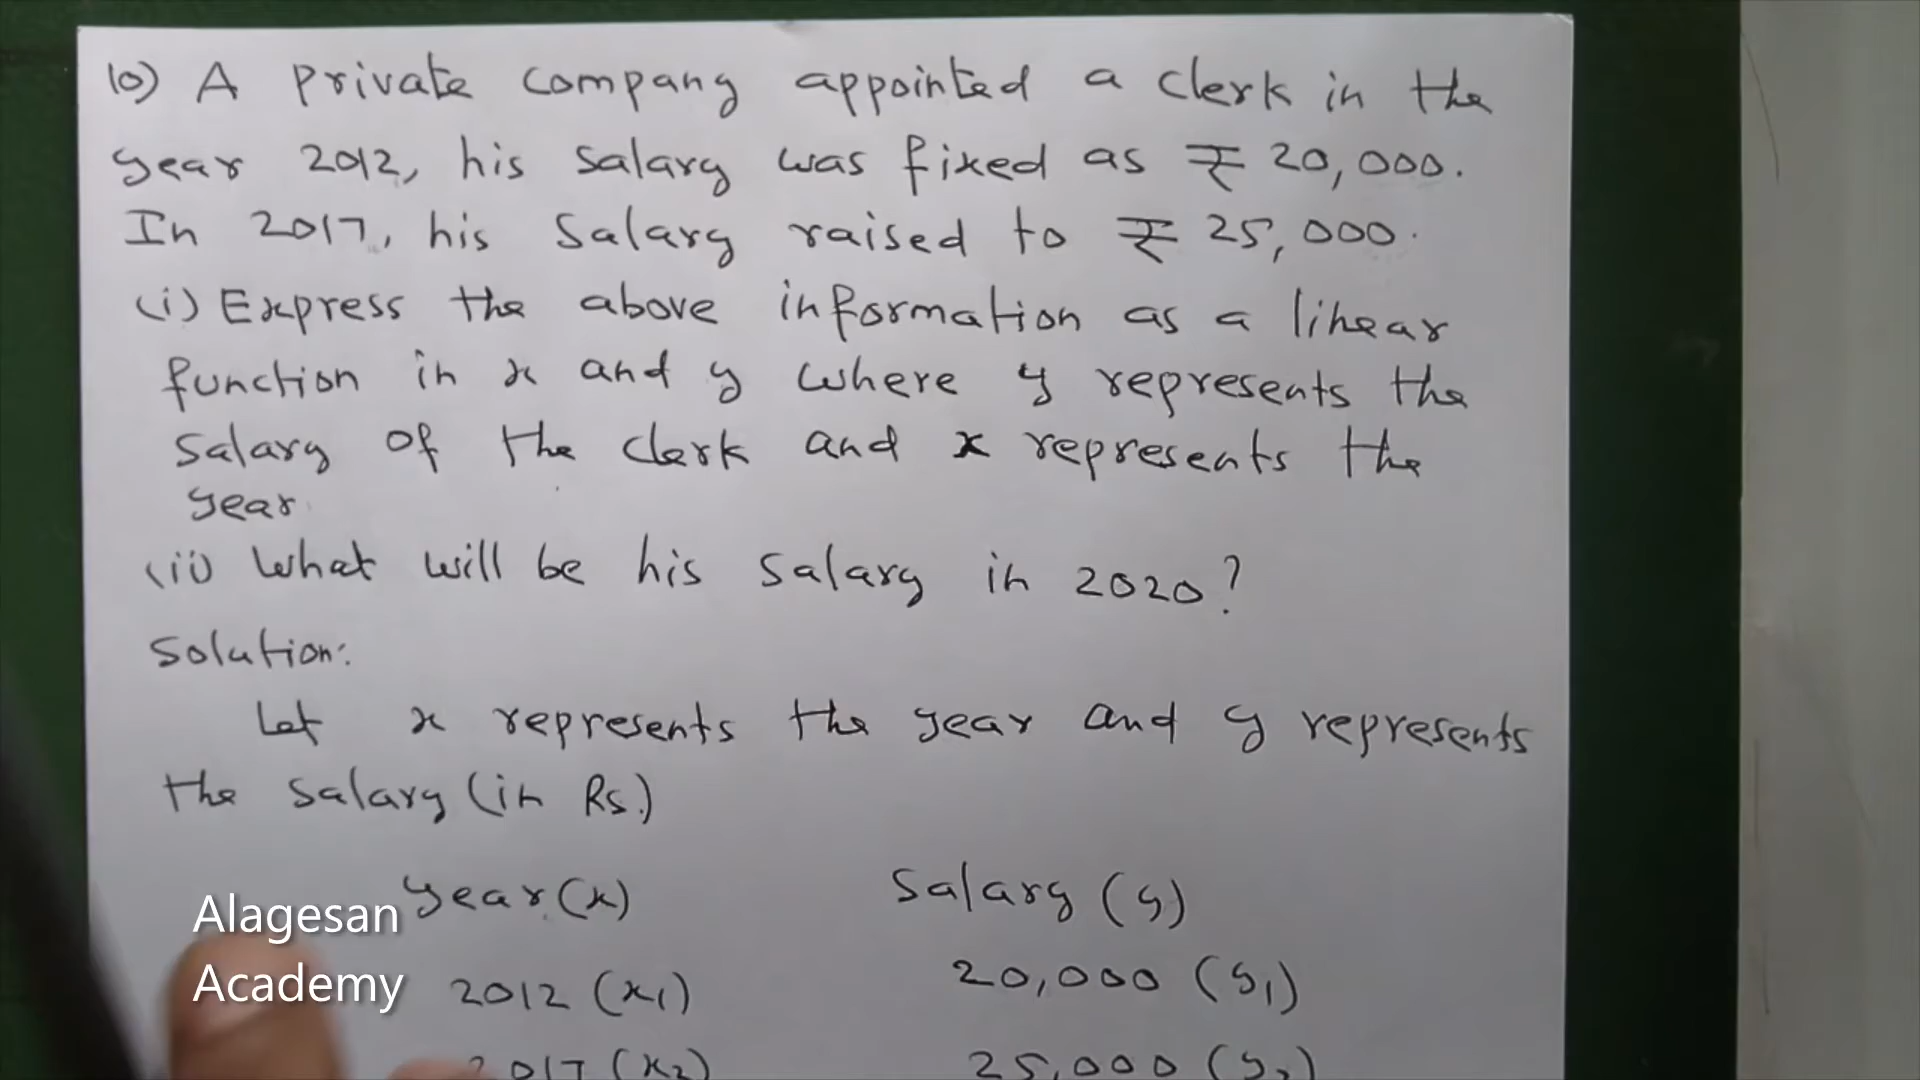 10) A private company appointed a clerk in the
year 2012, his salary was fixed as ₹ 20,000.
In 2017, his salary raised to ₹ 25,000.
(i) Express the above information as a linear
function in x and y where y represents the
salary of the clerk and x represents the
year.
(ii) What will be his salary in 2020?
Solution:
Let x represents the year and y represents
the salary (in Rs.)
year (x) Salary (y)
2012 (x1) 20,000 (y1)
2017 (x2) 25,000 (y2)
Alagesan
Academy